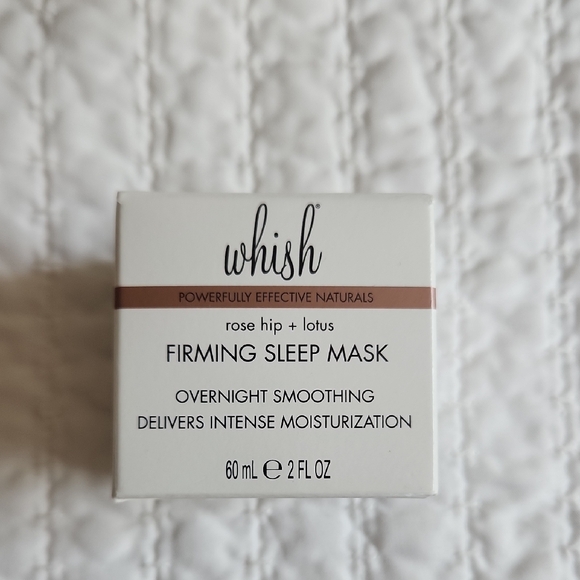 whish®
POWERFULLY EFFECTIVE NATURALS
rose hip + lotus
FIRMING SLEEP MASK
OVERNIGHT SMOOTHING
DELIVERS INTENSE MOISTURIZATION
60 mL ℮ 2 FL OZ